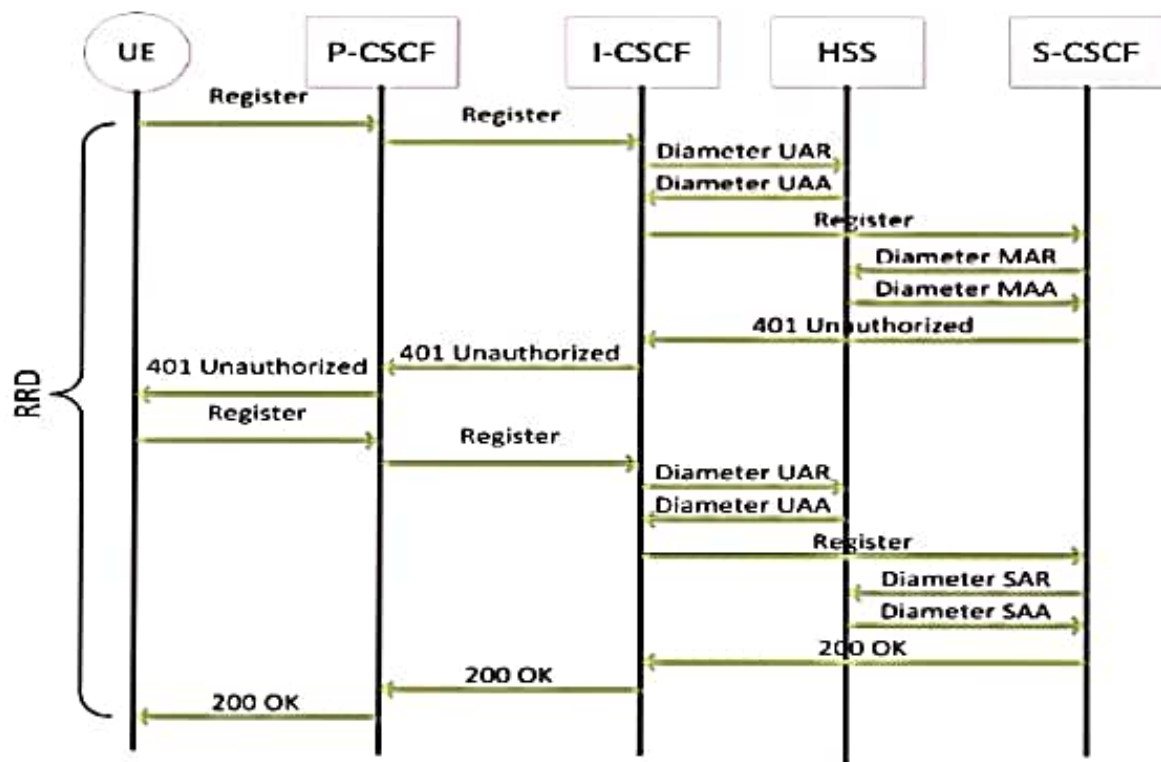 UE
P-CSCF
I-CSCF
HSS
S-CSCF
Register
Register
Diameter UAR
Diameter UAA
Register
Diameter MAR
Diameter MAA
401 Unauthorized
401 Unauthorized
401 Unauthorized
RRD
Register
Register
Diameter UAR
Diameter UAA
Register
Diameter SAR
Diameter SAA
200 OK
200 OK
200 OK